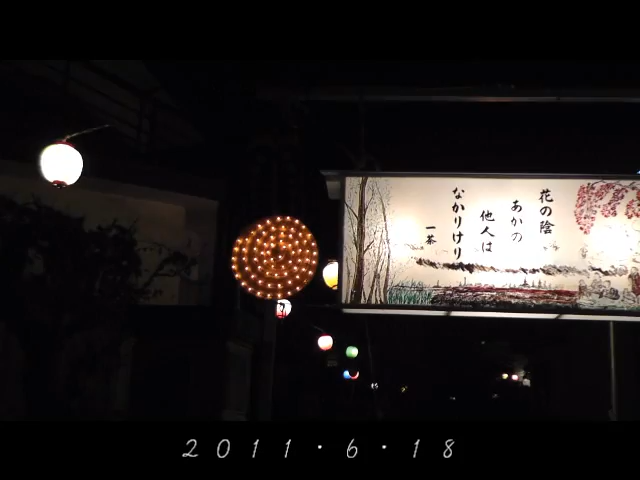 花の陰
あかの
他人は
なかりけり
一茶
2011・6・18